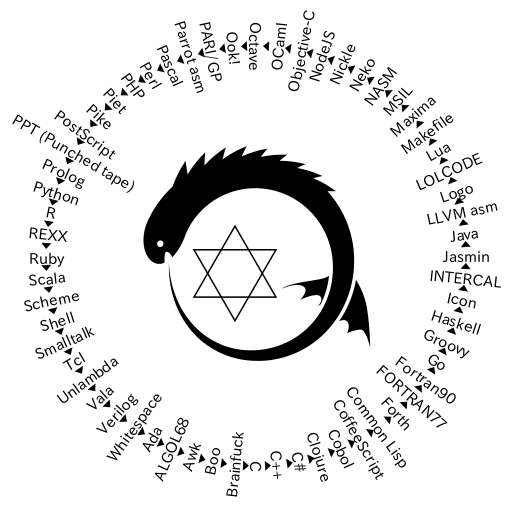 Ada
ALGOL68
Awk
Boo
Brainfuck
C
C++
C#
Clojure
Cobol
CoffeeScript
Common Lisp
Forth
FORTRAN77
Fortran90
Go
Groovy
Haskell
Icon
INTERCAL
Jasmin
Java
LLVM asm
Logo
LOLCODE
Lua
Makefile
Maxima
MSIL
NASM
Neko
Nickle
NodeJS
Objective-C
OCaml
Octave
Ook!
PARI/GP
Parrot asm
Pascal
Perl
PHP
Piet
Pike
PostScript
PPT (Punched tape)
Prolog
Python
R
REXX
Ruby
Scala
Scheme
Shell
Smalltalk
Tcl
Unlambda
Vala
Verilog
Whitespace